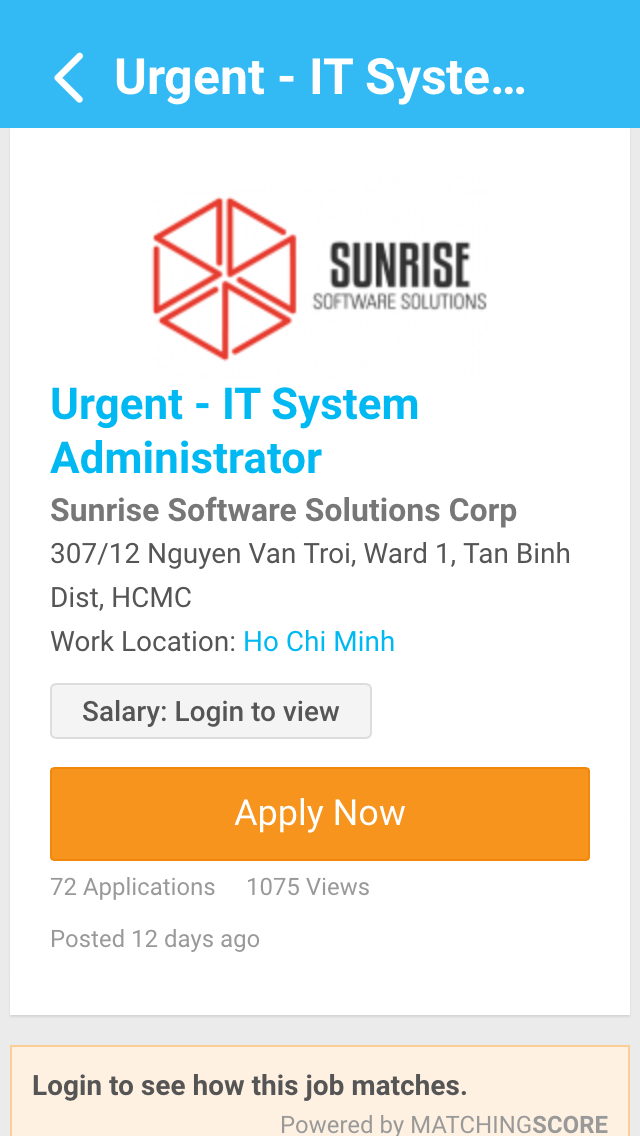 Urgent - IT Syste...
SUNRISE
SOFTWARE SOLUTIONS
Urgent - IT System
Administrator
Sunrise Software Solutions Corp
307/12 Nguyen Van Troi, Ward 1, Tan Binh
Dist, HCMC
Work Location: Ho Chi Minh
Salary: Login to view
Apply Now
72 Applications 1075 Views
Posted 12 days ago
Login to see how this job matches.
Powered by MATCHINGSCORE